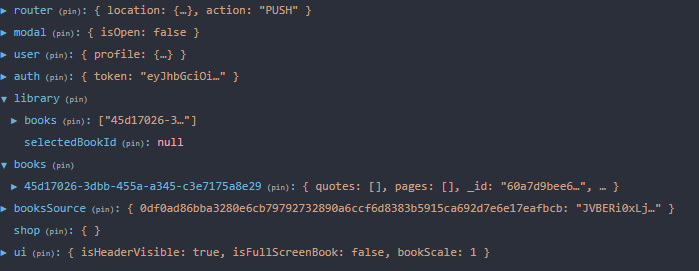 ▶ router (pin): { location: {…}, action: "PUSH" }
▶ modal (pin): { isOpen: false }
▶ user (pin): { profile: {…} }
▶ auth (pin): { token: "eyJhbGciOi…" }
▼ library (pin)
▶ books (pin): ["45d17026-3…"]
selectedBookId (pin): null
▼ books (pin)
▶ 45d17026-3dbb-455a-a345-c3e7175a8e29 (pin): { quotes: [], pages: [], _id: "60a7d9bee6…", … }
▶ booksSource (pin): { 0df0ad86bba3280e6cb79792732890a6ccf6d8383b5915ca692d7e6e17eafbcb: "JVBERi0xLj…" }
shop (pin): { }
▶ ui (pin): { isHeaderVisible: true, isFullScreenBook: false, bookScale: 1 }